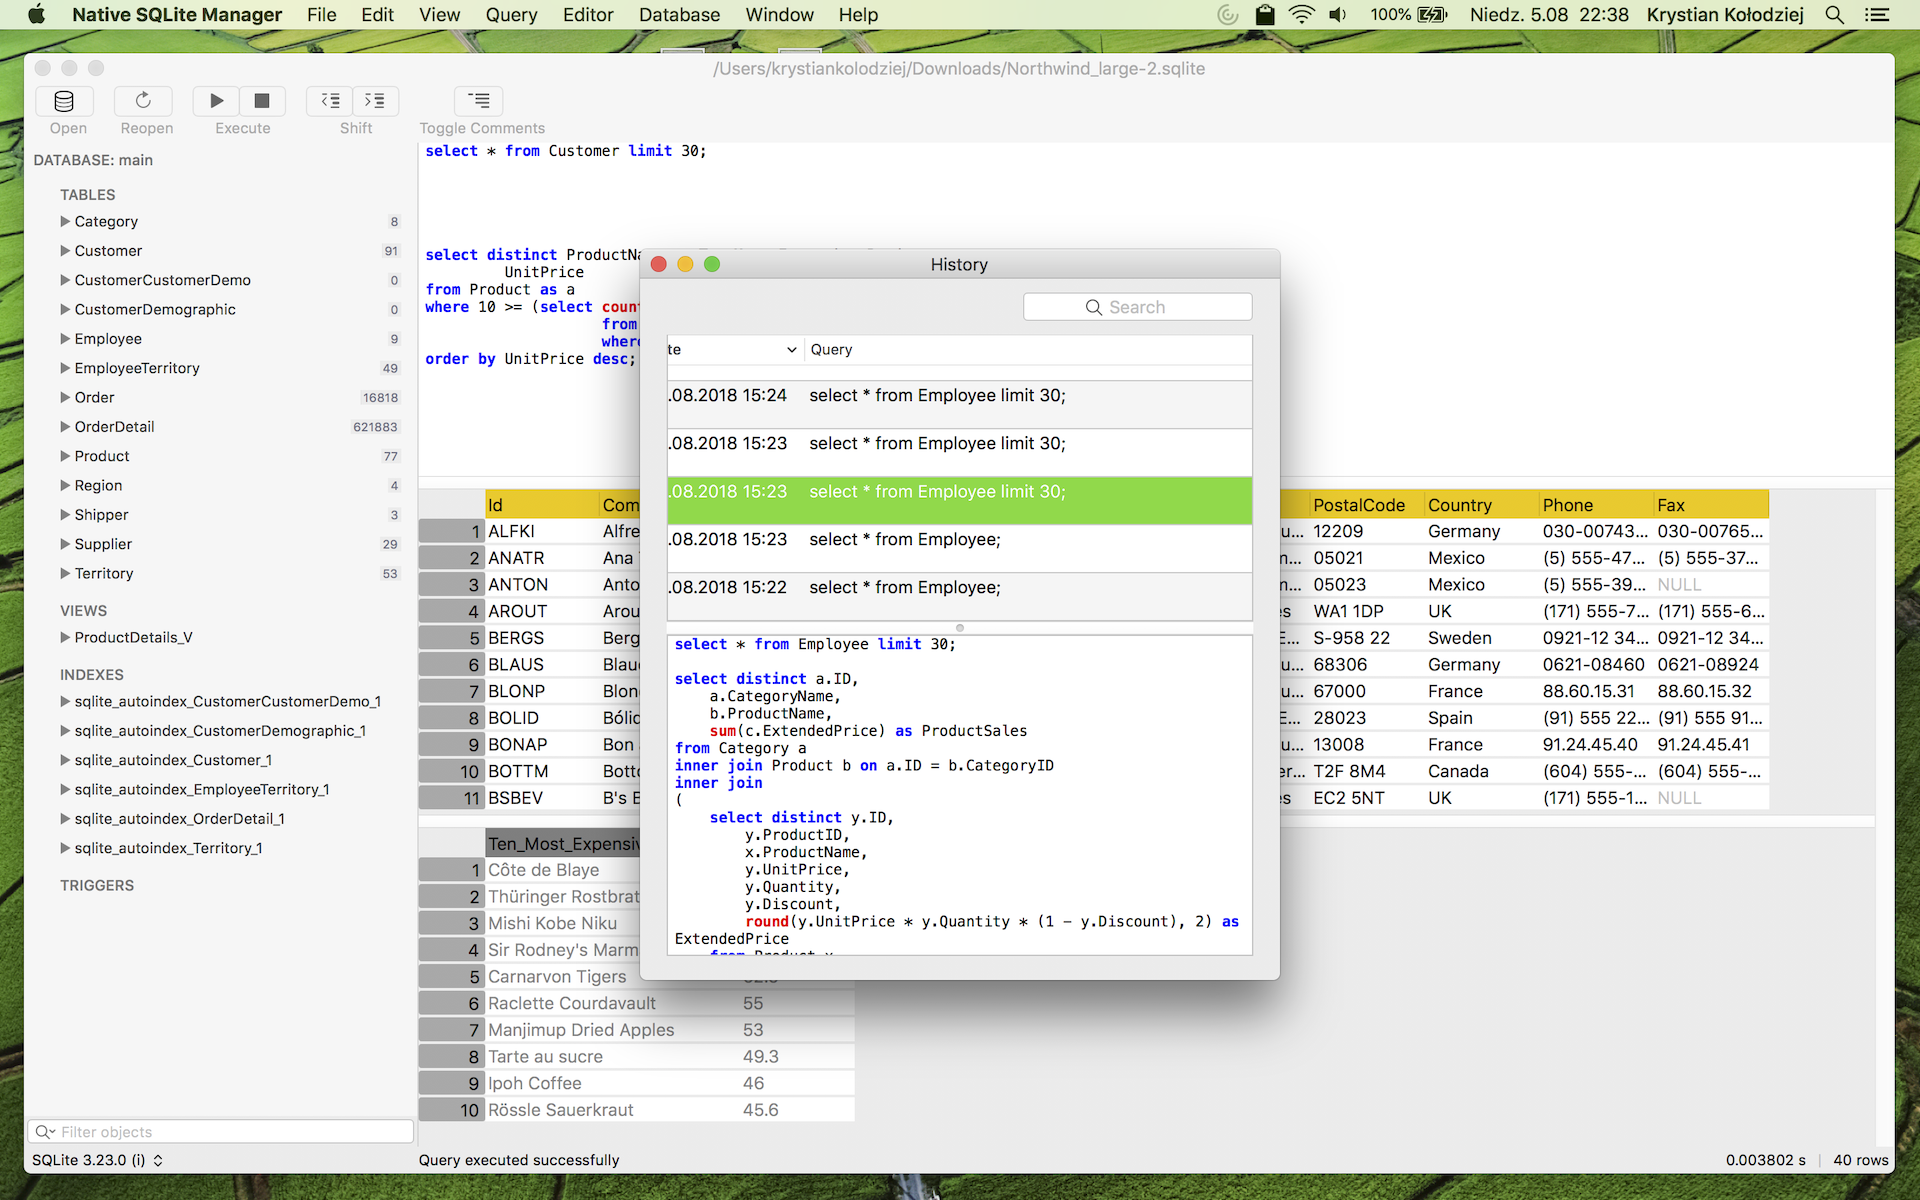 Native SQLite Manager File Edit View Query Editor Database Window Help 100% Niedz. 5.08 22:38 Krystian Kołodziej
/Users/krystiankolodziej/Downloads/Northwind_large-2.sqlite
Open Reopen Execute Shift Toggle Comments
DATABASE: main
TABLES
Category 8
Customer 91
CustomerCustomerDemo 0
CustomerDemographic 0
Employee 9
EmployeeTerritory 49
Order 16818
OrderDetail 621883
Product 77
Region 4
Shipper 3
Supplier 29
Territory 53
VIEWS
ProductDetails_V
INDEXES
sqlite_autoindex_CustomerCustomerDemo_1
sqlite_autoindex_CustomerDemographic_1
sqlite_autoindex_Customer_1
sqlite_autoindex_EmployeeTerritory_1
sqlite_autoindex_OrderDetail_1
sqlite_autoindex_Territory_1
TRIGGERS
Filter objects
SQLite 3.23.0 (i)
select * from Customer limit 30;
select distinct ProductNa
UnitPrice
from Product as a
where 10 >= (select coun
from
where
order by UnitPrice desc;
History
Search
te Query
.08.2018 15:24 select * from Employee limit 30;
.08.2018 15:23 select * from Employee limit 30;
.08.2018 15:23 select * from Employee limit 30;
.08.2018 15:23 select * from Employee;
.08.2018 15:22 select * from Employee;
select * from Employee limit 30;
select distinct a.ID,
a.CategoryName,
b.ProductName,
sum(c.ExtendedPrice) as ProductSales
from Category a
inner join Product b on a.ID = b.CategoryID
inner join
(
select distinct y.ID,
y.ProductID,
x.ProductName,
y.UnitPrice,
y.Quantity,
y.Discount,
round(y.UnitPrice * y.Quantity * (1 - y.Discount), 2) as
ExtendedPrice
from Product x
Id Com PostalCode Country Phone Fax
1 ALFKI Alfre u... 12209 Germany 030-00743... 030-00765...
2 ANATR Ana n... 05021 Mexico (5) 555-47... (5) 555-37...
3 ANTON Anto m... 05023 Mexico (5) 555-39... NULL
4 AROUT Arou s WA1 1DP UK (171) 555-7... (171) 555-6...
5 BERGS Berg E... S-958 22 Sweden 0921-12 34... 0921-12 34...
6 BLAUS Blau u... 68306 Germany 0621-08460 0621-08924
7 BLONP Blon u... 67000 France 88.60.15.31 88.60.15.32
8 BOLID Bólid E... 28023 Spain (91) 555 22... (91) 555 91...
9 BONAP Bon u... 13008 France 91.24.45.40 91.24.45.41
10 BOTTM Botto er... T2F 8M4 Canada (604) 555-... (604) 555-...
11 BSBEV B's B s EC2 5NT UK (171) 555-1... NULL
Ten_Most_Expensiv
1 Côte de Blaye
2 Thüringer Rostbrat
3 Mishi Kobe Niku
4 Sir Rodney's Marm
5 Carnarvon Tigers
6 Raclette Courdavault 55
7 Manjimup Dried Apples 53
8 Tarte au sucre 49.3
9 Ipoh Coffee 46
10 Rössle Sauerkraut 45.6
Query executed successfully 0.003802 s 40 rows